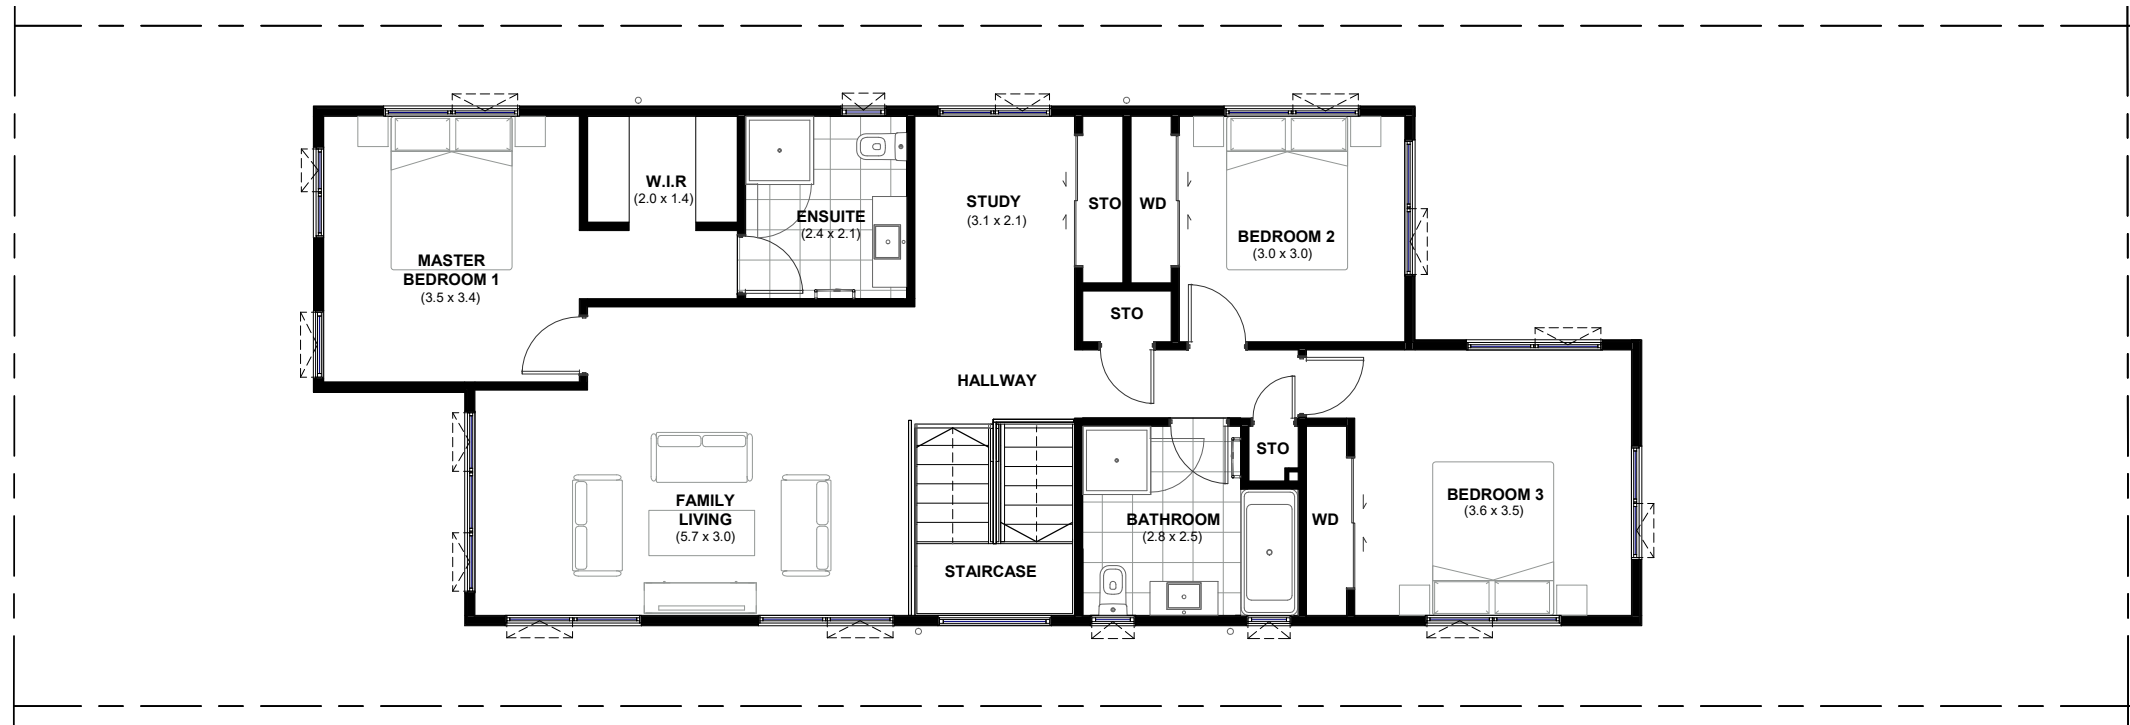 W.I.R
(2.0 x 1.4)
ENSUITE
(2.4 x 2.1)
STUDY
(3.1 x 2.1)
STO
WD
BEDROOM 2
(3.0 x 3.0)
MASTER
BEDROOM 1
(3.5 x 3.4)
STO
HALLWAY
STO
FAMILY
LIVING
(5.7 x 3.0)
STAIRCASE
BATHROOM
(2.8 x 2.5)
WD
BEDROOM 3
(3.6 x 3.5)